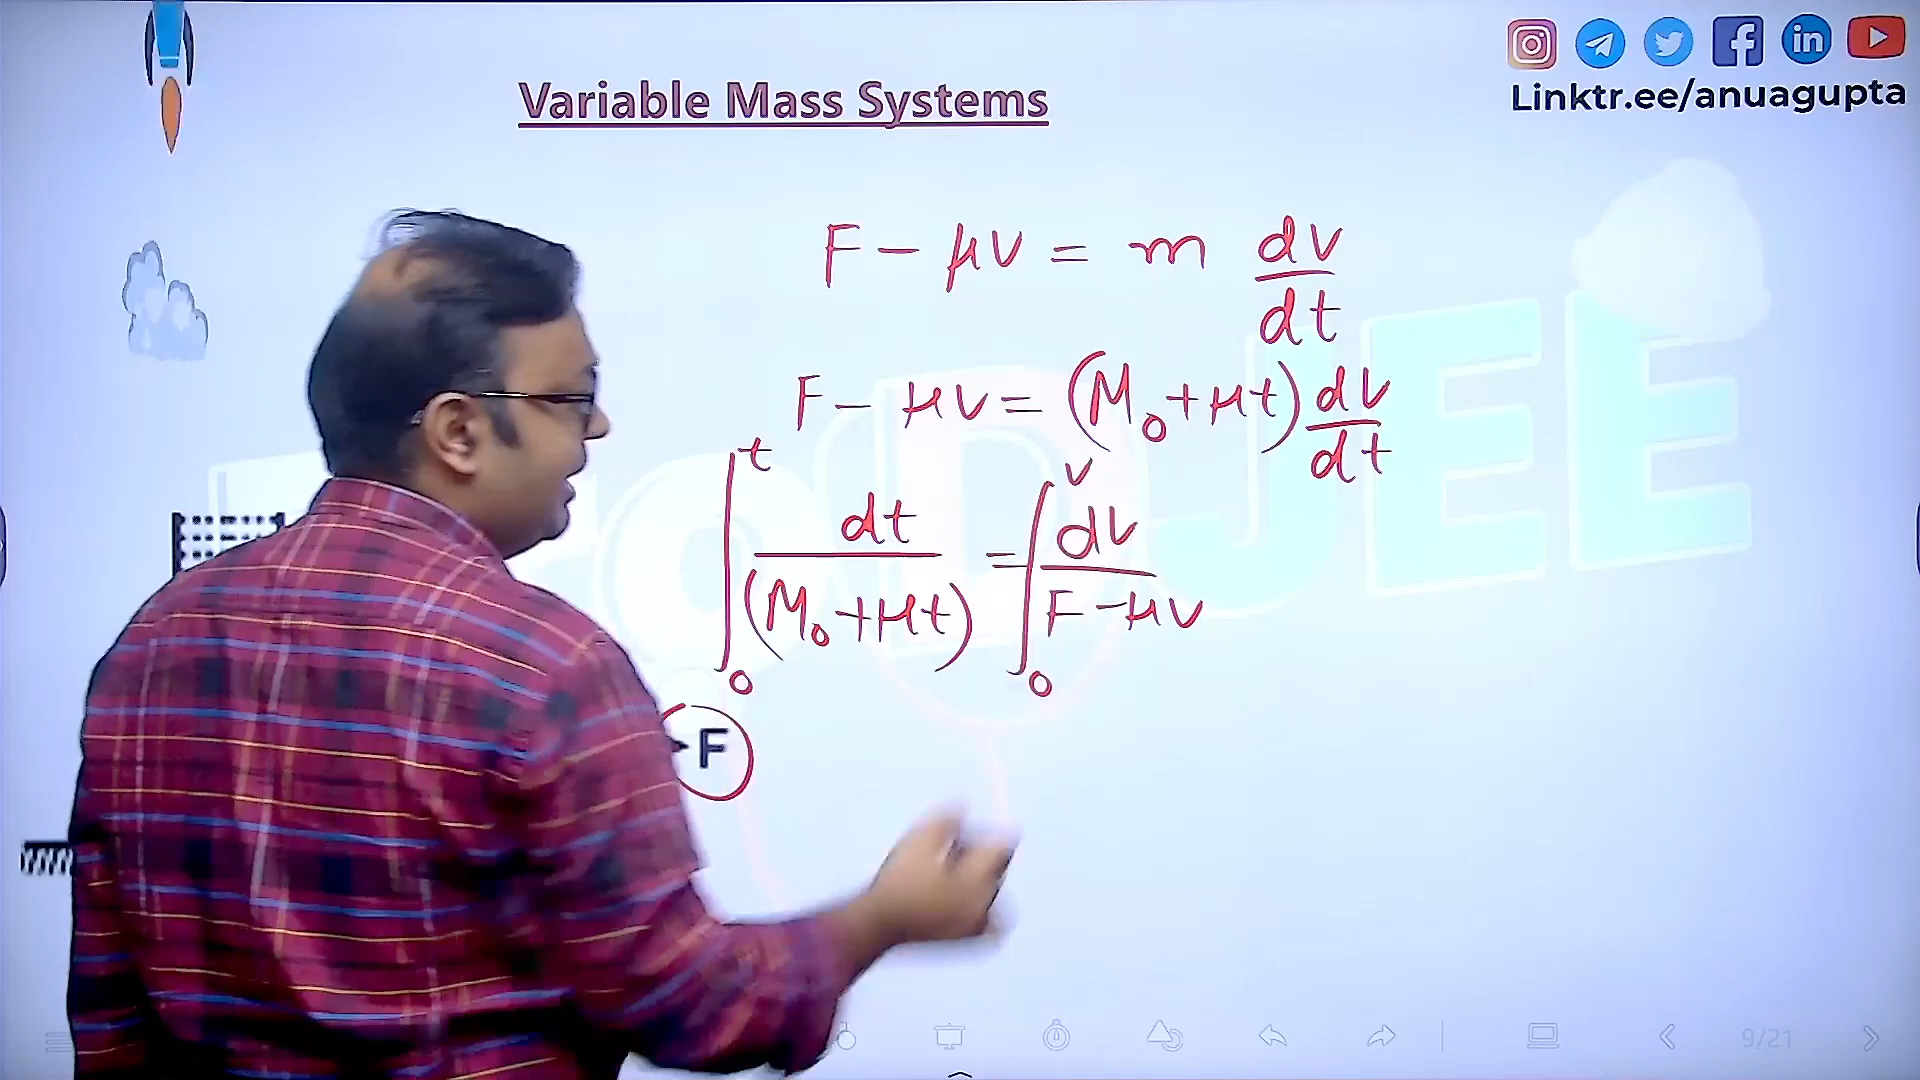 Linktr.ee/anuagupta
Variable Mass Systems
F - μv = m dv/dt
F - μv = (M₀ + μt) dv/dt
∫₀ᵗ dt/(M₀ + μt) = ∫₀ᵛ dv/(F - μv)
F
9/21